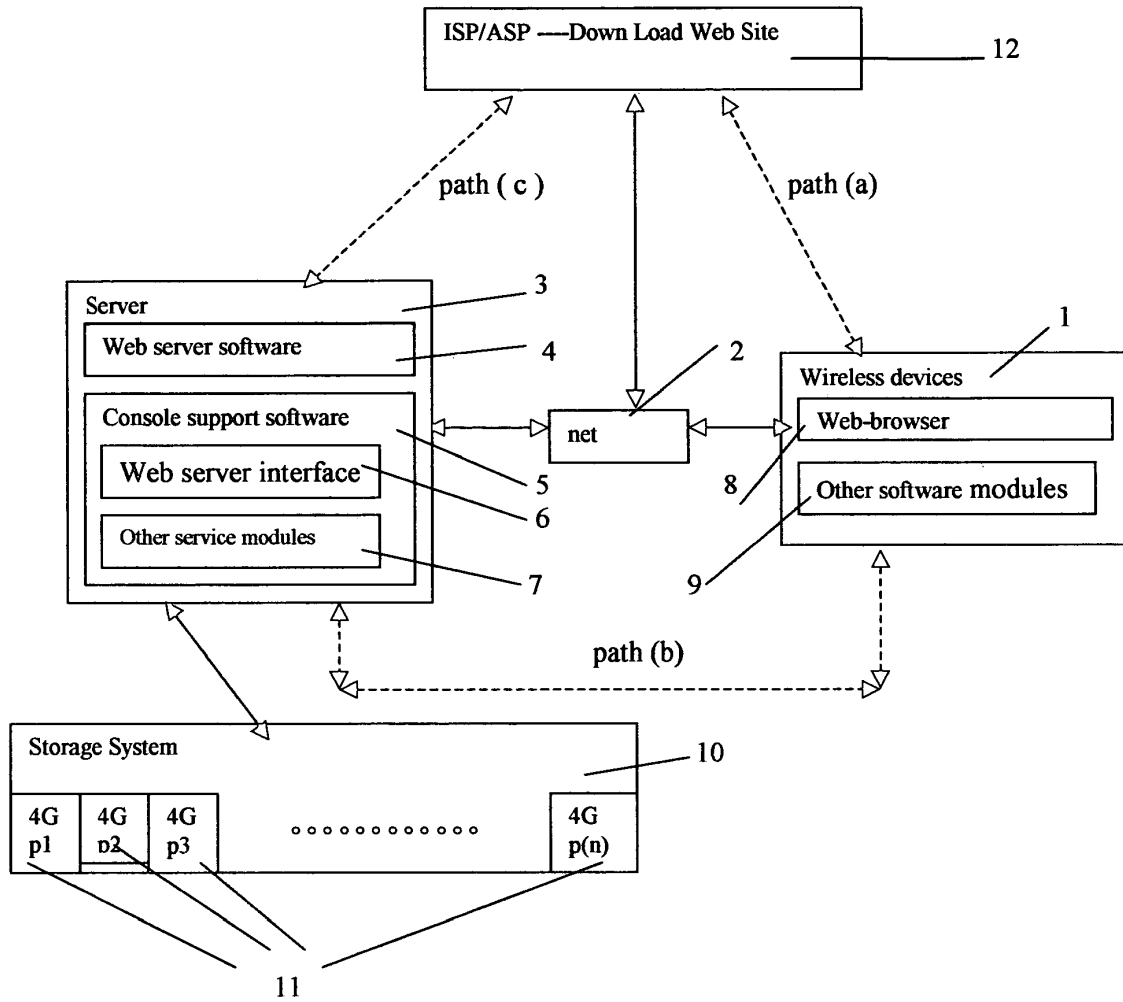 ISP/ASP ----Down Load Web Site
12
path ( c )
path (a)
Server
3
Web server software
4
Console support software
5
Web server interface
6
Other service modules
7
2
net
1
Wireless devices
Web-browser
8
Other software modules
9
path (b)
Storage System
10
4G
p1
4G
p2
4G
p3
4G
p(n)
11